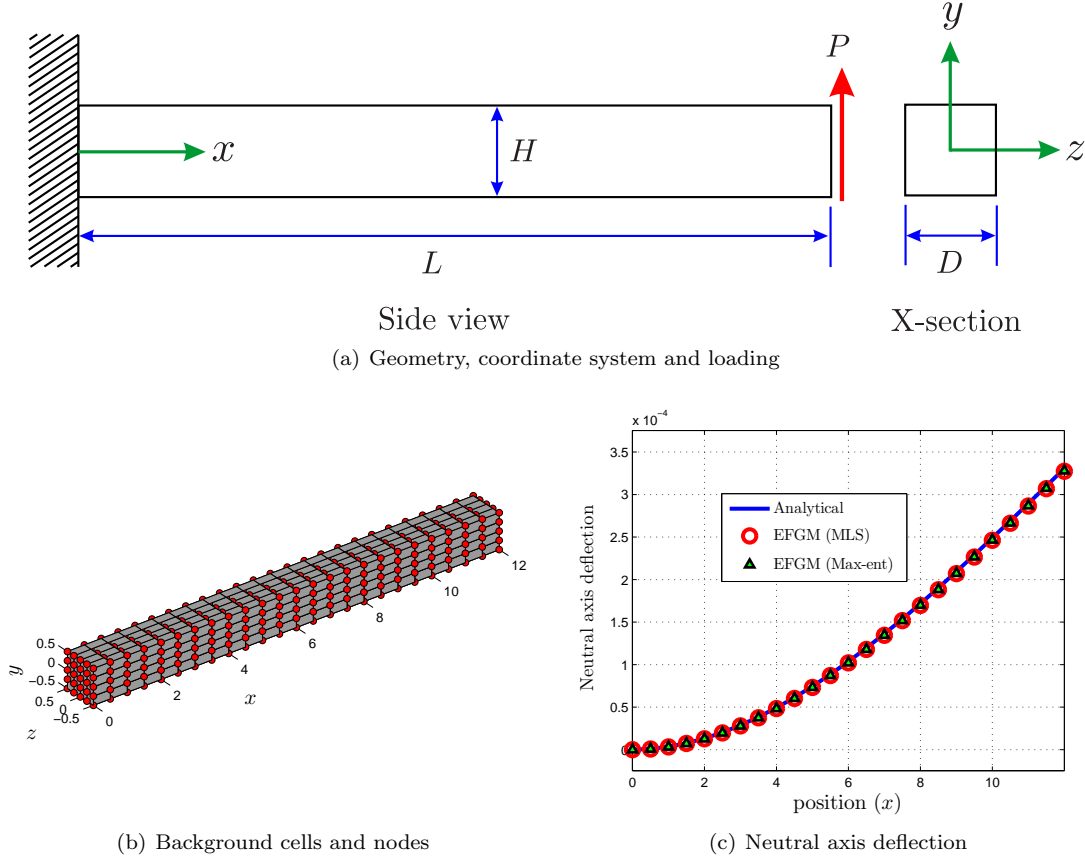 y
P
x
H
z
L
D
Side view
X-section
(a) Geometry, coordinate system and loading
x 10⁻⁴
3.5
3
2.5
2
1.5
1
0.5
0
Neutral axis deflection
Analytical
EFGM (MLS)
EFGM (Max-ent)
0 2 4 6 8 10
position (x)
0.5
0
−0.5
y
0.5
0
−0.5
z
0 2 4 6 8 10 12
x
(b) Background cells and nodes
(c) Neutral axis deflection